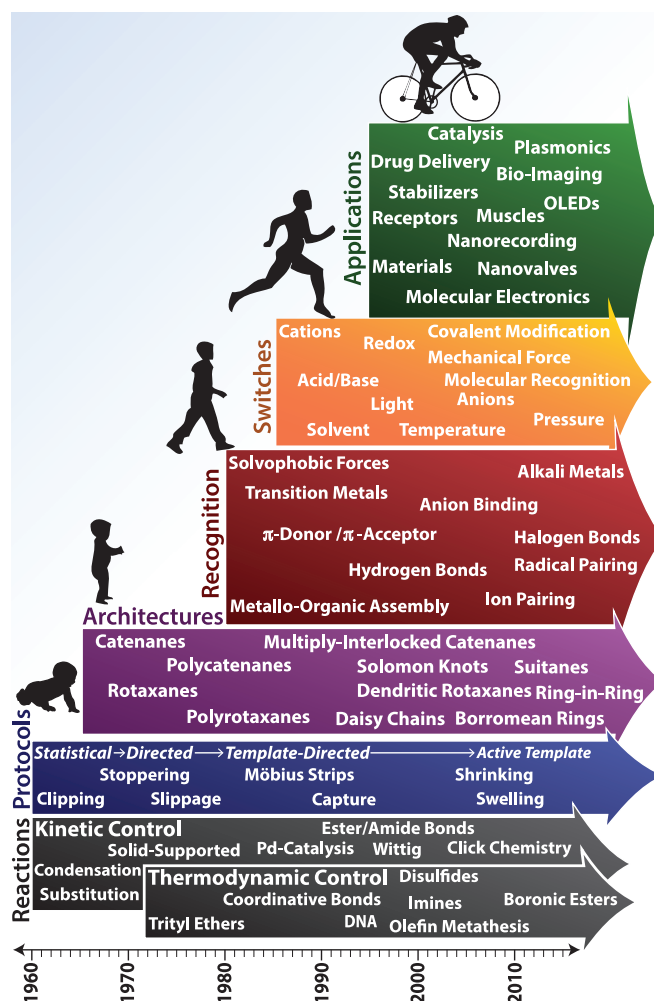 Applications
Catalysis
Plasmonics
Drug Delivery
Bio-Imaging
Stabilizers
OLEDs
Receptors
Muscles
Nanorecording
Materials
Nanovalves
Molecular Electronics
Switches
Cations
Covalent Modification
Redox
Mechanical Force
Acid/Base
Molecular Recognition
Light
Anions
Pressure
Solvent
Temperature
Recognition
Solvophobic Forces
Alkali Metals
Transition Metals
Anion Binding
π-Donor /π-Acceptor
Halogen Bonds
Hydrogen Bonds
Radical Pairing
Metallo-Organic Assembly
Ion Pairing
Architectures
Catenanes
Multiply-Interlocked Catenanes
Polycatenanes
Solomon Knots
Suitanes
Rotaxanes
Dendritic Rotaxanes
Ring-in-Ring
Polyrotaxanes
Daisy Chains
Borromean Rings
Protocols
Statistical → Directed → Template-Directed → Active Template
Stoppering
Möbius Strips
Shrinking
Clipping
Slippage
Capture
Swelling
Reactions
Kinetic Control
Ester/Amide Bonds
Solid-Supported
Pd-Catalysis
Wittig
Click Chemistry
Condensation
Substitution
Thermodynamic Control
Disulfides
Coordinative Bonds
Imines
Boronic Esters
Trityl Ethers
DNA
Olefin Metathesis
1960
1970
1980
1990
2000
2010